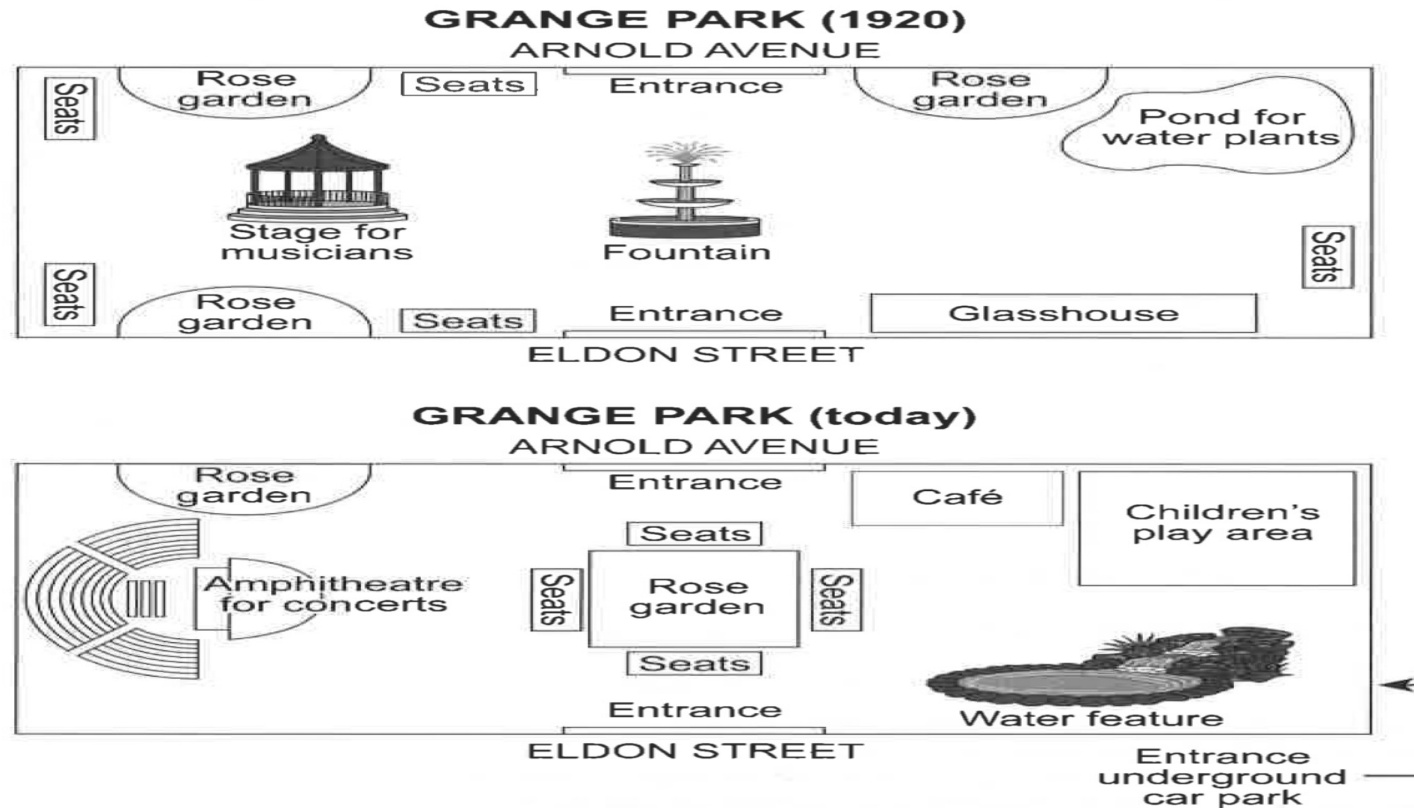 GRANGE PARK (1920)
ARNOLD AVENUE
Seats
Rose
garden
Seats
Entrance
Rose
garden
Pond for
water plants
Stage for
musicians
Fountain
Seats
Seats
Rose
garden
Seats
Entrance
Glasshouse
ELDON STREET
GRANGE PARK (today)
ARNOLD AVENUE
Rose
garden
Entrance
Café
Children's
play area
Seats
Amphitheatre
for concerts
Seats
Rose
garden
Seats
Seats
Entrance
Water feature
ELDON STREET
Entrance
underground
car park